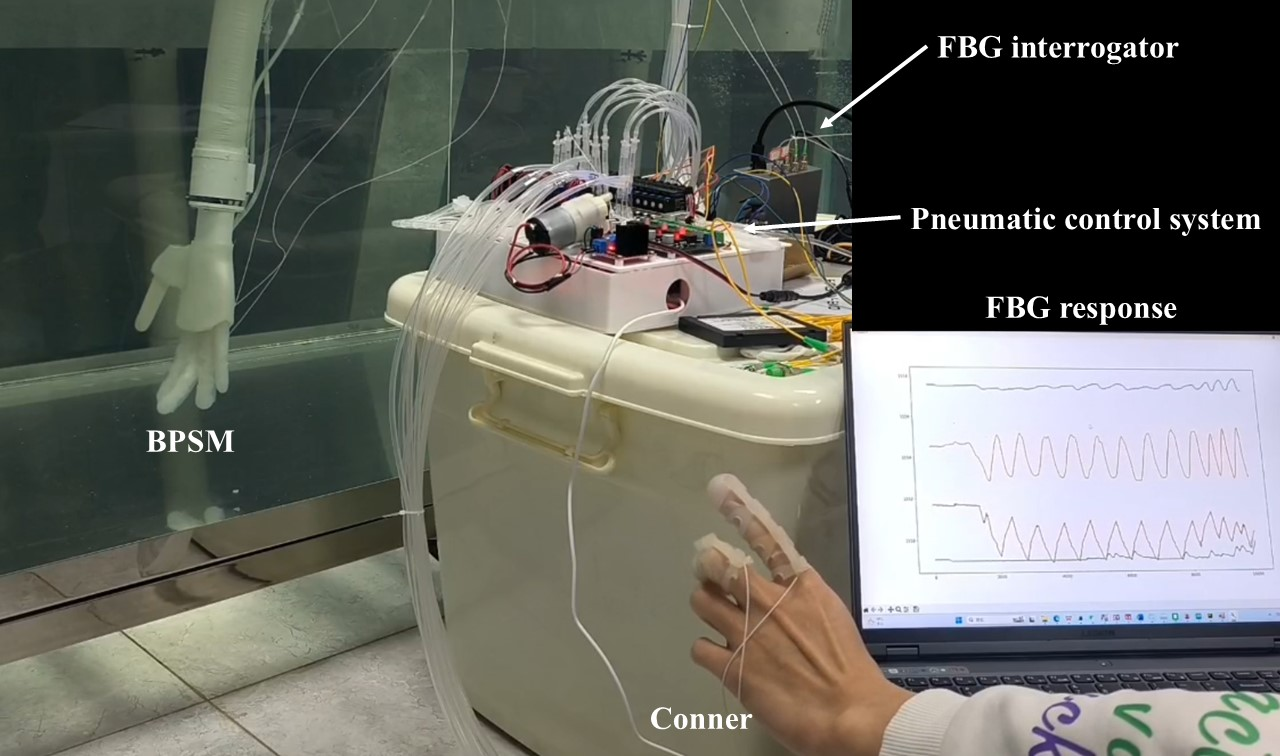 FBG interrogator
Pneumatic control system
FBG response
BPSM
Conner